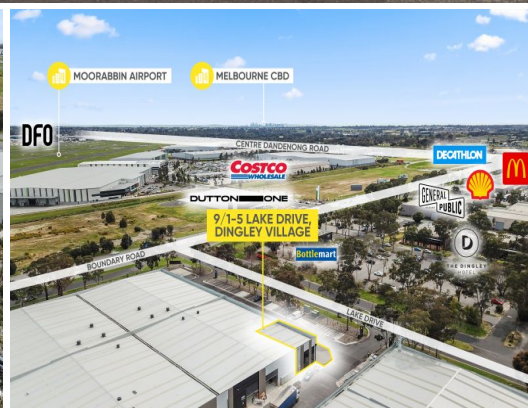 MOORABBIN AIRPORT
MELBOURNE CBD
DFO
CENTRE DANDENONG ROAD
DECATHLON
COSTCO
WHOLESALE
DUTTON ONE
GENERAL
PUBLIC
9/1-5 LAKE DRIVE,
DINGLEY VILLAGE
D
THE DINGLEY
HOTEL
Bottlemart
BOUNDARY ROAD
LAKE DRIVE